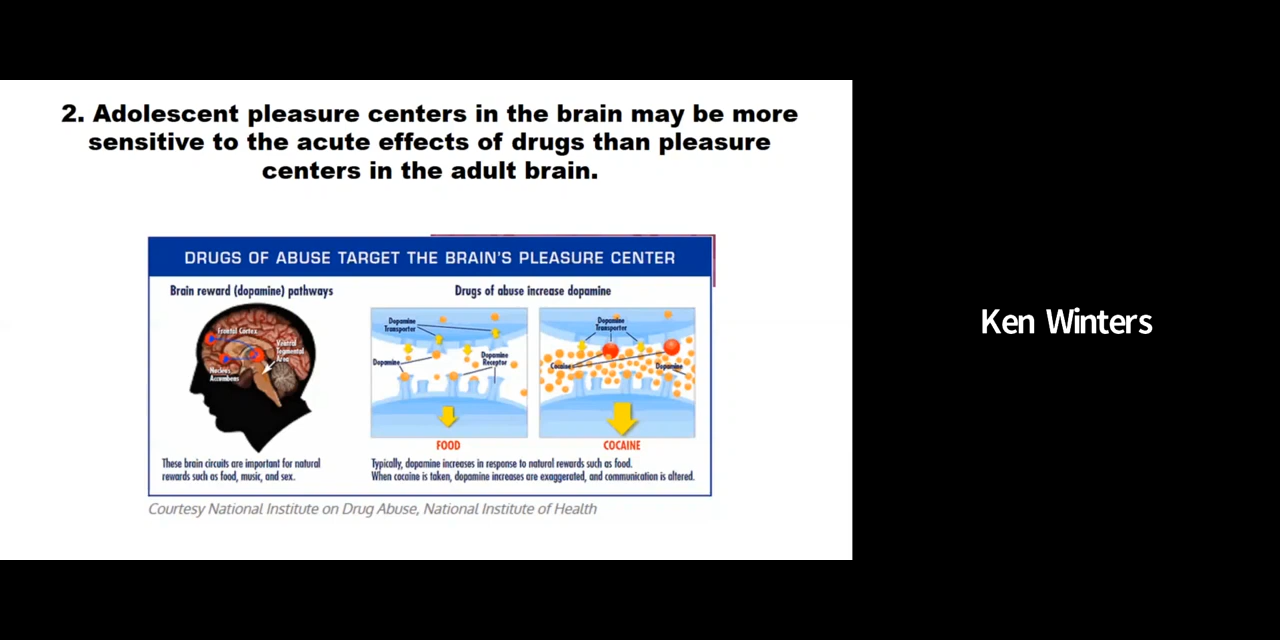 2. Adolescent pleasure centers in the brain may be more
sensitive to the acute effects of drugs than pleasure
centers in the adult brain.
DRUGS OF ABUSE TARGET THE BRAIN'S PLEASURE CENTER
Brain reward (dopamine) pathways
Frontal Cortex
Ventral
Tegmental
Area
Nucleus
Accumbens
These brain circuits are important for natural
rewards such as food, music, and sex.
Drugs of abuse increase dopamine
Dopamine
Transporter
Dopamine
Dopamine
Receptor
FOOD
Dopamine
Transporter
Cocaine
Dopamine
COCAINE
Typically, dopamine increases in response to natural rewards such as food.
When cocaine is taken, dopamine increases are exaggerated, and communication is altered.
Courtesy National Institute on Drug Abuse, National Institute of Health
Ken Winters